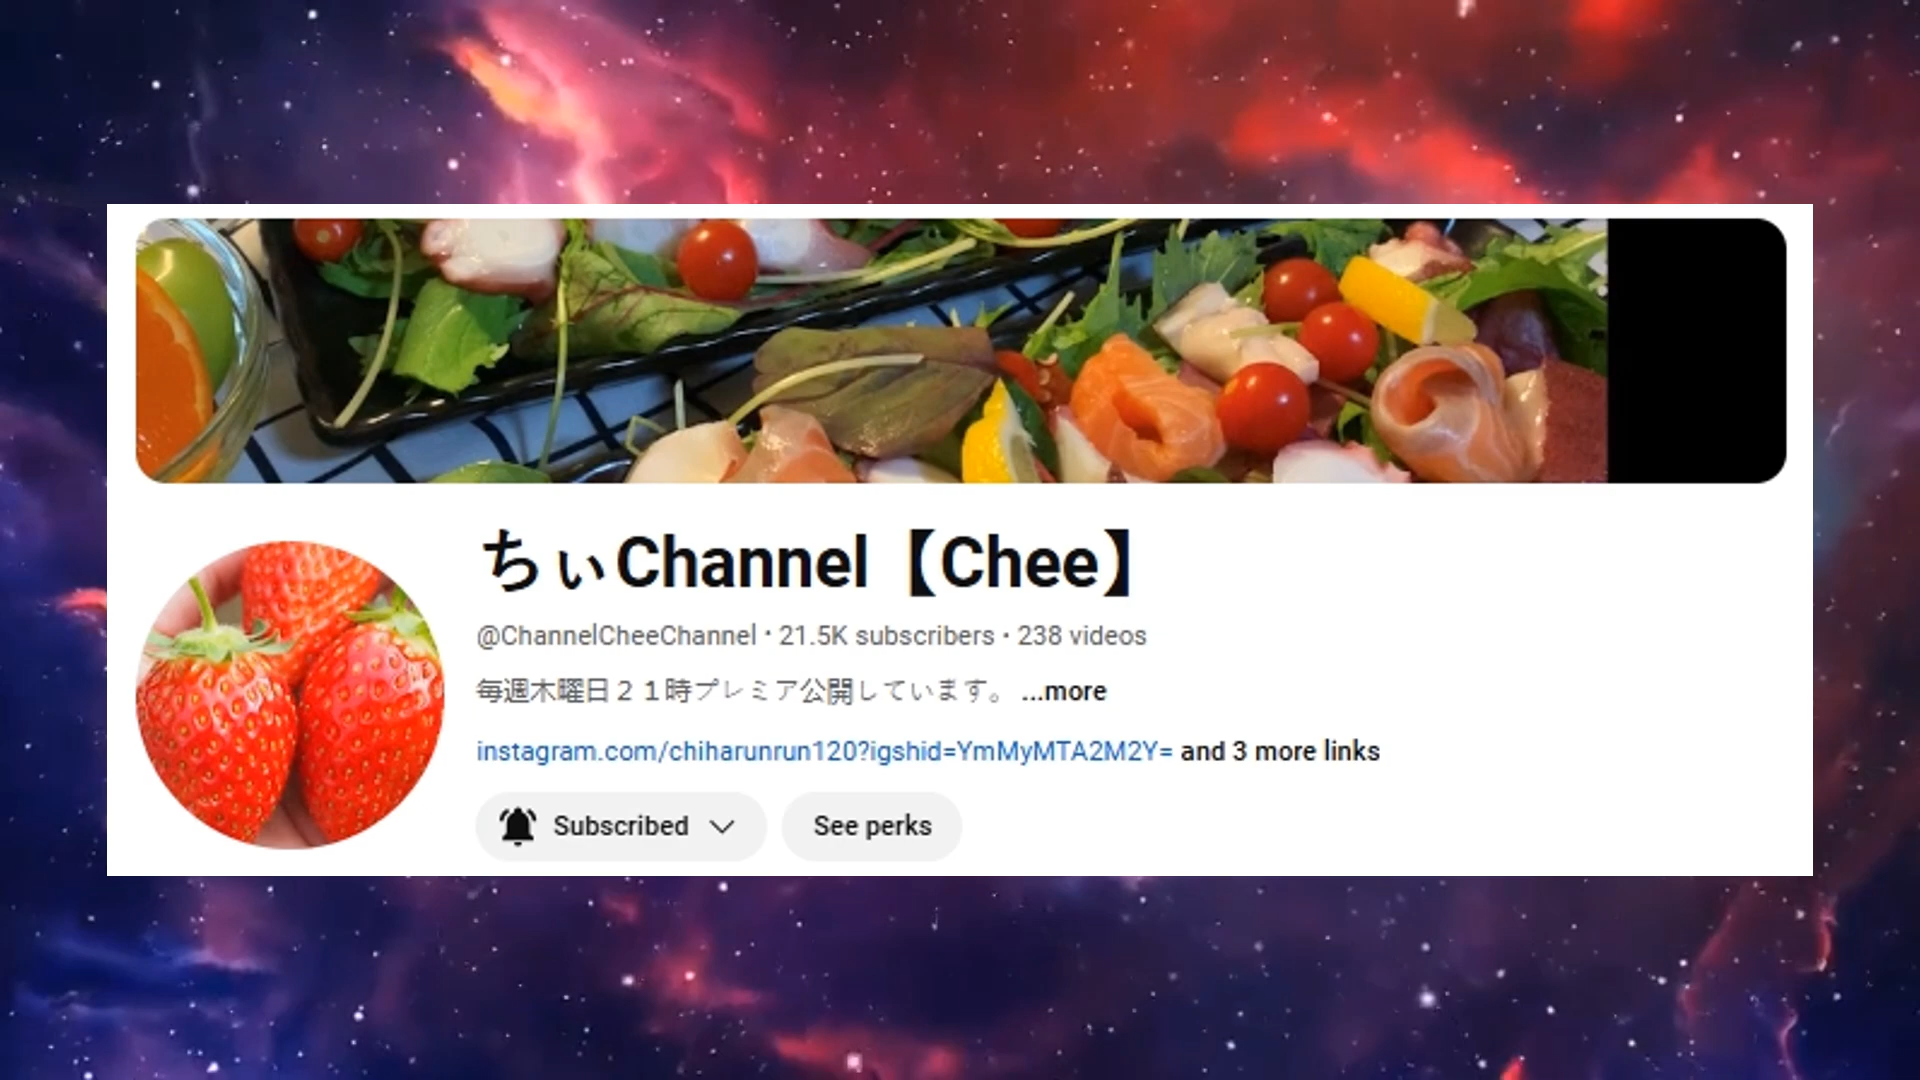 ちぃChannel【Chee】
@ChannelCheeChannel • 21.5K subscribers • 238 videos
毎週木曜日２１時プレミア公開しています。 ...more
instagram.com/chiharunrun120?igshid=YmMyMTA2M2Y= and 3 more links
Subscribed See perks